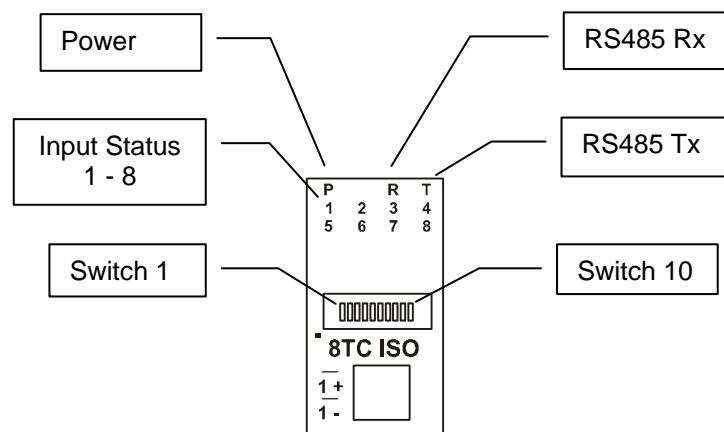 Power
RS485 Rx
Input Status
1 - 8
RS485 Tx
P R T
1 2 3 4
5 6 7 8
Switch 1
Switch 10
8TC ISO
1 +
1 -